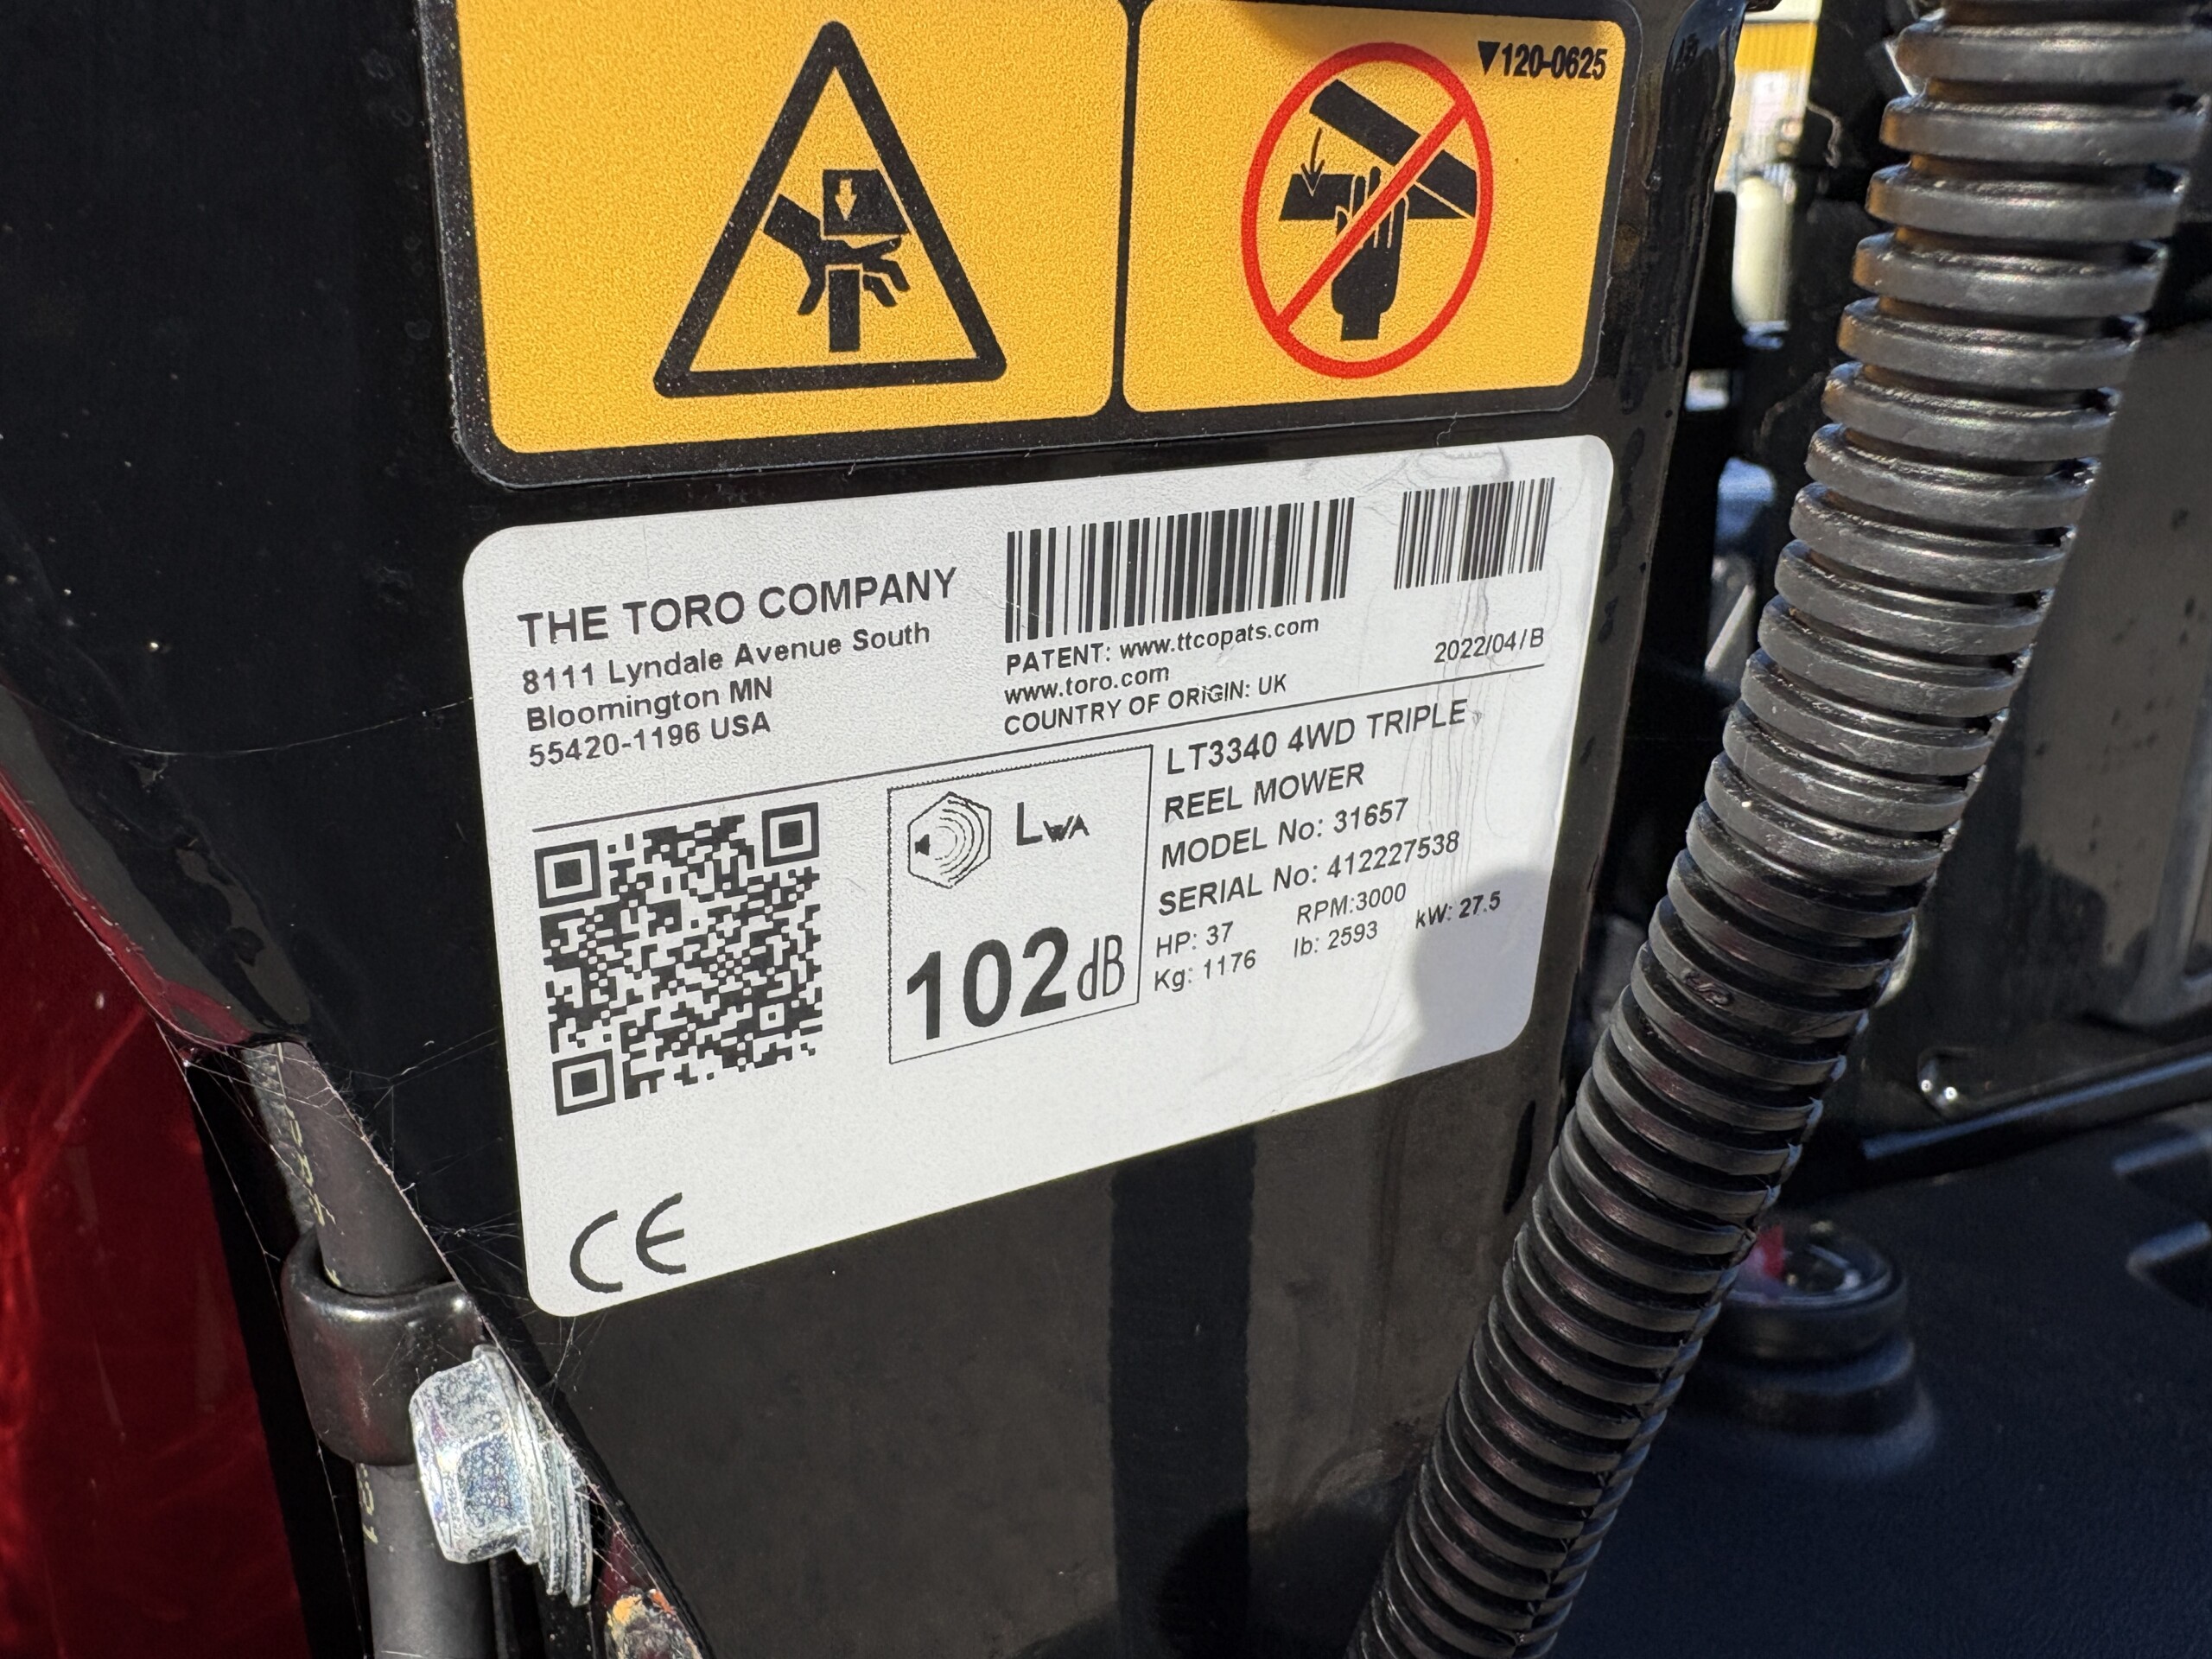 ▼120-0625
THE TORO COMPANY
8111 Lyndale Avenue South
Bloomington MN
55420-1196 USA
PATENT: www.ttcopats.com
www.toro.com
COUNTRY OF ORIGIN: UK
2022/04/B
LWA
102dB
LT3340 4WD TRIPLE
REEL MOWER
MODEL No: 31657
SERIAL No: 412227538
HP: 37 RPM:3000 kW: 27.5
Kg: 1176 lb: 2593
CE